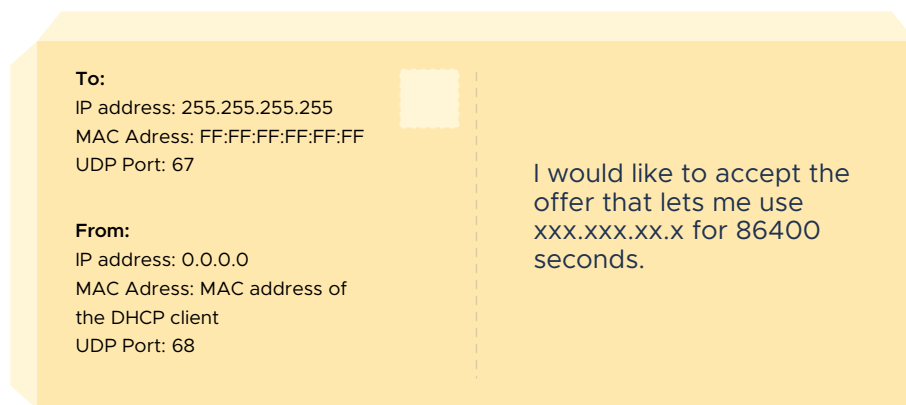 To:
IP address: 255.255.255.255
MAC Adress: FF:FF:FF:FF:FF:FF
UDP Port: 67
From:
IP address: 0.0.0.0
MAC Adress: MAC address of
the DHCP client
UDP Port: 68
I would like to accept the
offer that lets me use
xxx.xxx.xx.x for 86400
seconds.